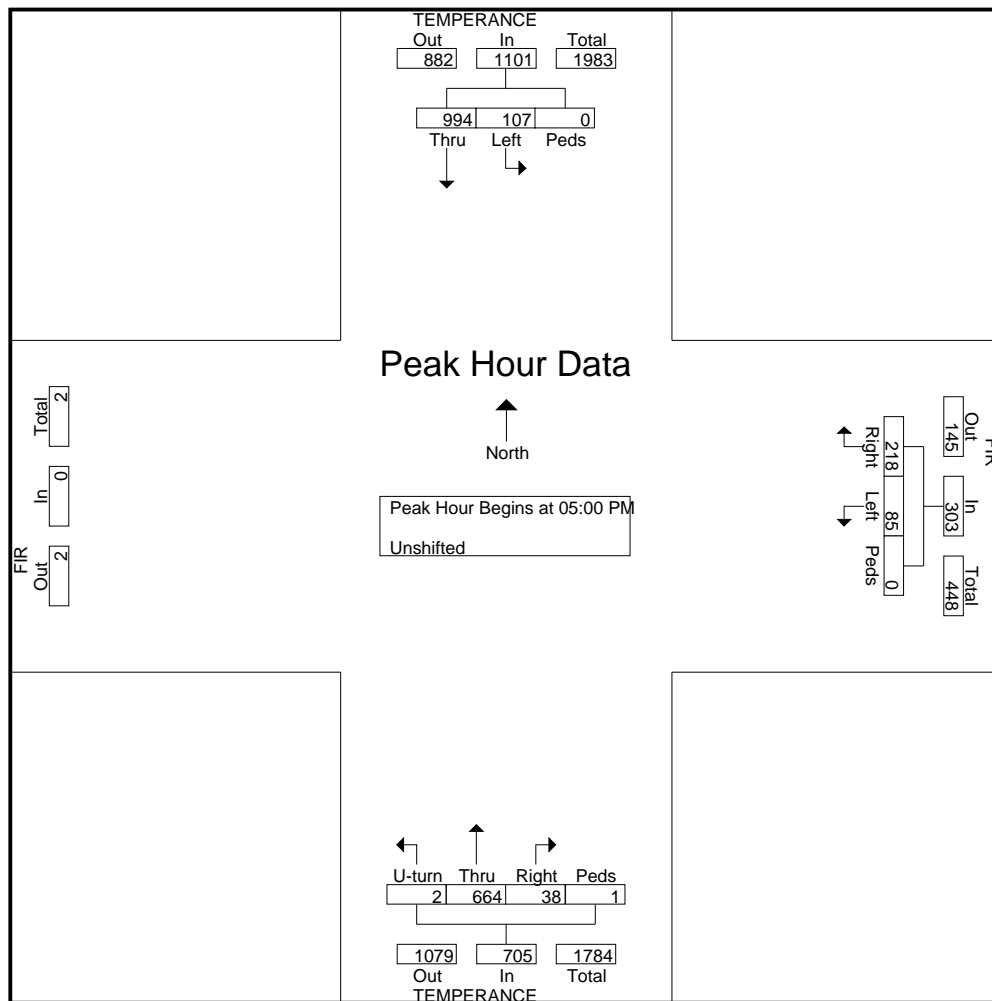 TEMPERANCE
Out In Total
882 1101 1983
994 107 0
Thru Left Peds
Peak Hour Data
North
Peak Hour Begins at 05:00 PM
Unshifted
Total In Out
2 0 2
FIR
FIR
Out In Total
145 303 448
218 85 0
Right Left Peds
U-turn Thru Right Peds
2 664 38 1
1079 705 1784
Out In Total
TEMPERANCE